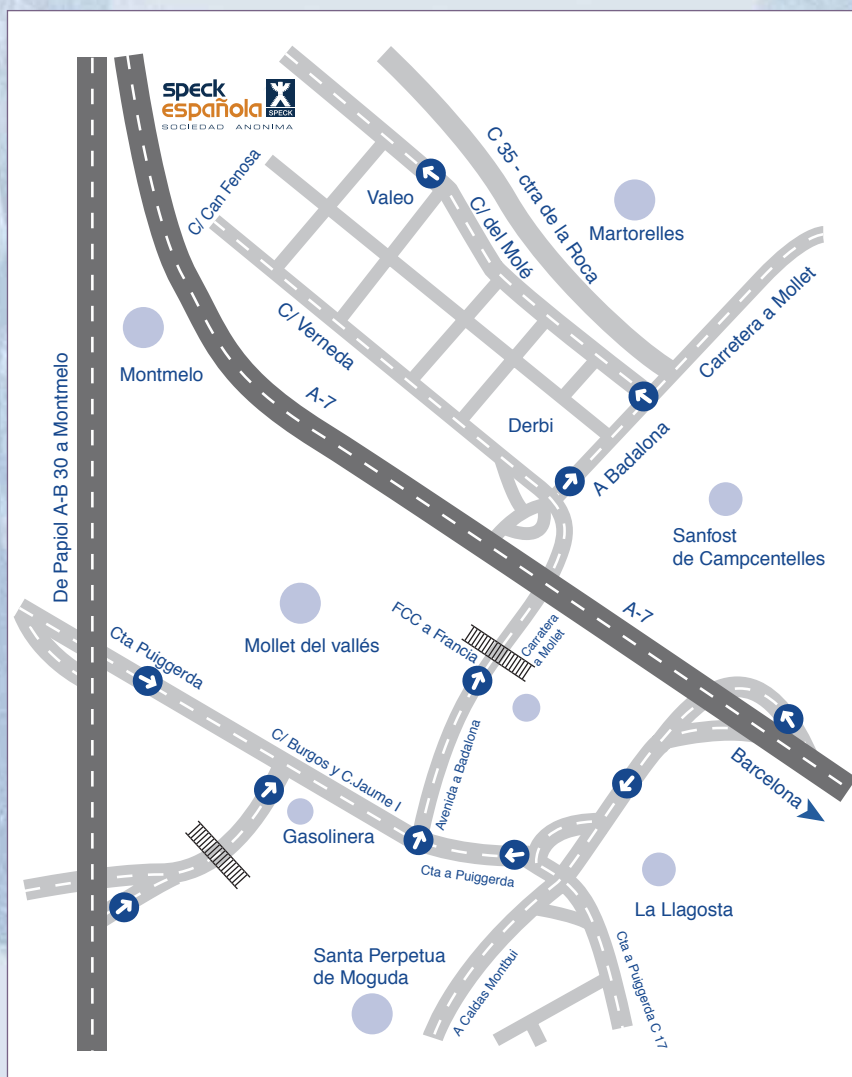 speck
española
SPECK
SOCIEDAD ANONIMA
C 35 - ctra de la Roca
C/ Can Fenosa
Valeo
C/ del Molé
Martorelles
Carretera a Mollet
C/ Verneda
Montmelo
De Papiol A-B 30 a Montmelo
A-7
Derbi
A Badalona
Sanfost
de Campcentelles
A-7
FCC a Francia
Carratera
a Mollet
Mollet del vallés
Cta Puiggerda
C/ Burgos y C.Jaume I
Avenida a Badalona
Barcelona
Gasolinera
Cta a Puiggerda
La Llagosta
Santa Perpetua
de Moguda
A Caldas Montbui
Cta a Puiggerda C 17